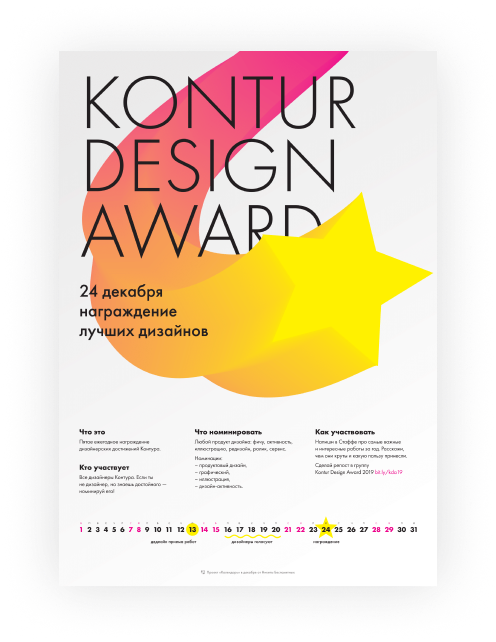 KONTUR
DESIGN
AWARD
24 декабря
награждение
лучших дизайнов
Что это
Пятое ежегодное награждение
дизайнерских достижений Контура.
Кто участвует
Все дизайнеры Контура. Если ты
не дизайнер, но знаешь достойного —
номинируй его!
Что номинировать
Любой продукт дизайна: фичу, активность,
иллюстрацию, редизайн, ролик, сервис.
Номинации:
– продуктовый дизайн,
– графический,
– иллюстрация,
– дизайн-активность.
Как участвовать
Напиши в Стаффе про самые важные
и интересные работы за год. Расскажи,
чем они круты и какую пользу принесли.
Сделай репост в группу
Kontur Design Award 2019 bit.ly/kda19
1 2 3 4 5 6 7 8 9 10 11 12 13 14 15 16 17 18 19 20 21 22 23 24 25 26 27 28 29 30 31
дедлайн приема работ
дизайнеры голосуют
награждение